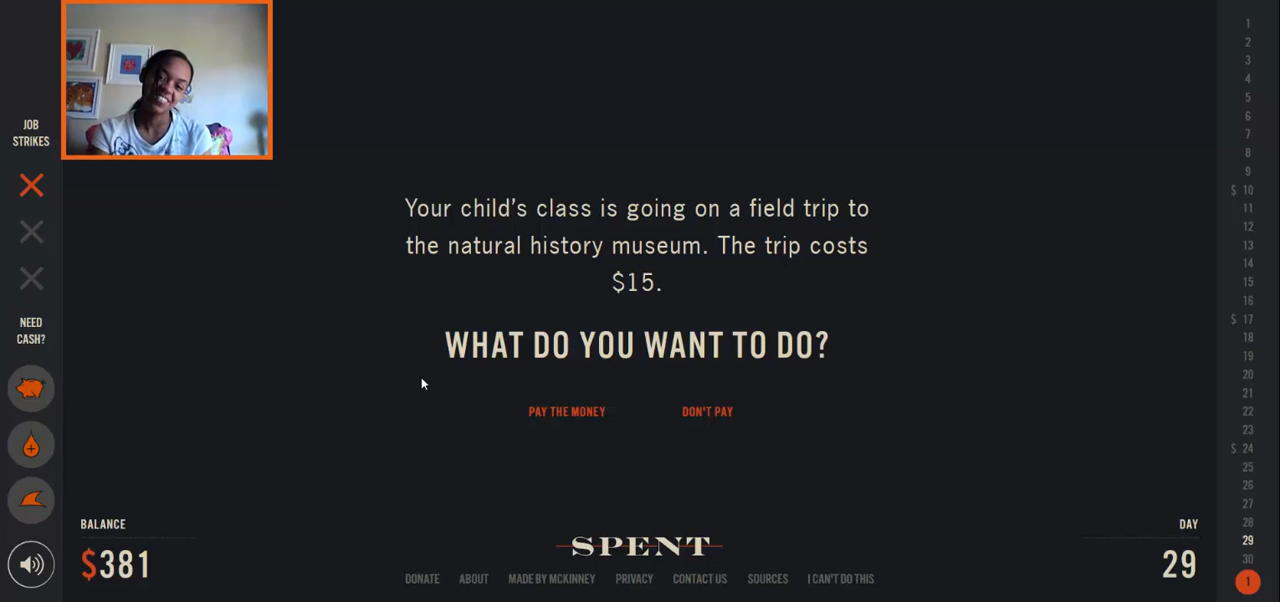 JOB
STRIKES
NEED
CASH?
Your child's class is going on a field trip to
the natural history museum. The trip costs
$15.
WHAT DO YOU WANT TO DO?
PAY THE MONEY
DON'T PAY
BALANCE
$381
SPENT
DONATE
ABOUT
MADE BY MCKINNEY
PRIVACY
CONTACT US
SOURCES
I CAN'T DO THIS
DAY
29
1
2
3
4
5
6
7
8
9
$ 10
11
12
13
14
15
16
$ 17
18
19
20
21
22
23
$ 24
25
26
27
28
29
30
1